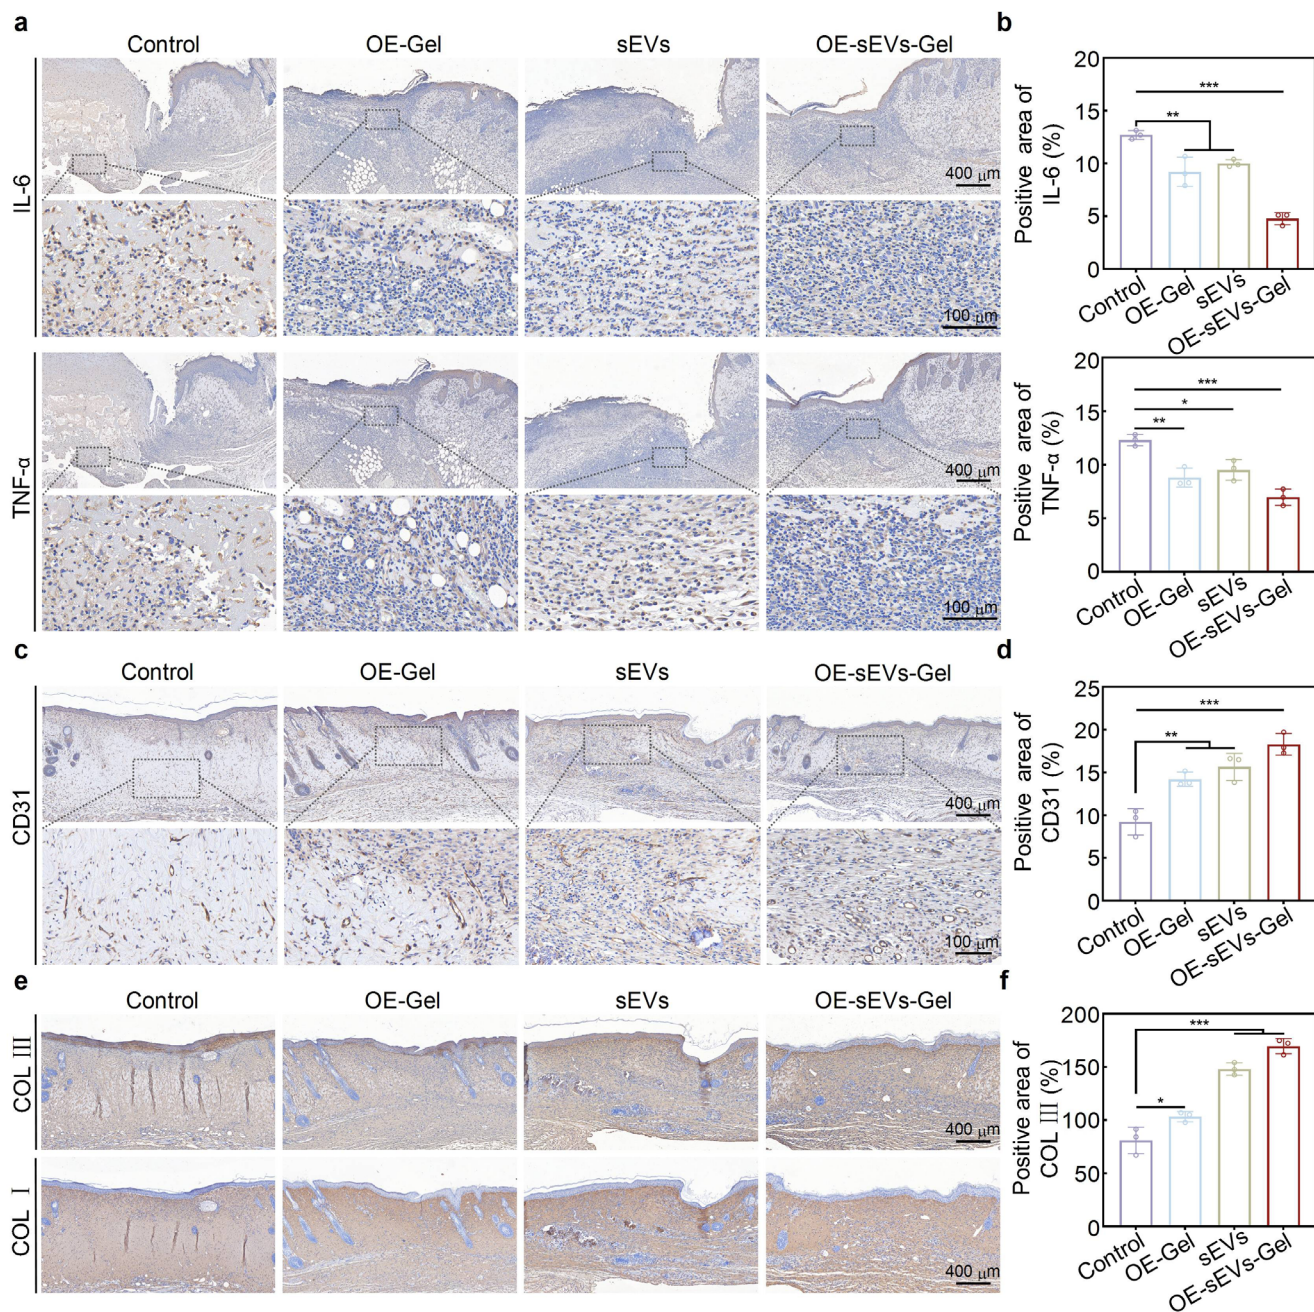 a
Control OE-Gel sEVs OE-sEVs-Gel
IL-6
400 μm
100 μm
TNF-α
400 μm
100 μm
b
Positive area of
IL-6 (%)
20
15
10
5
0
***
**
Control
OE-Gel
sEVs
OE-sEVs-Gel
Positive area of
TNF-α (%)
20
15
10
5
0
***
*
**
Control
OE-Gel
sEVs
OE-sEVs-Gel
c
Control OE-Gel sEVs OE-sEVs-Gel
CD31
400 μm
100 μm
d
Positive area of
CD31 (%)
25
20
15
10
5
0
***
**
Control
OE-Gel
sEVs
OE-sEVs-Gel
e
Control OE-Gel sEVs OE-sEVs-Gel
COL III
400 μm
COL I
400 μm
f
Positive area of
COL III (%)
200
150
100
50
0
***
*
Control
OE-Gel
sEVs
OE-sEVs-Gel